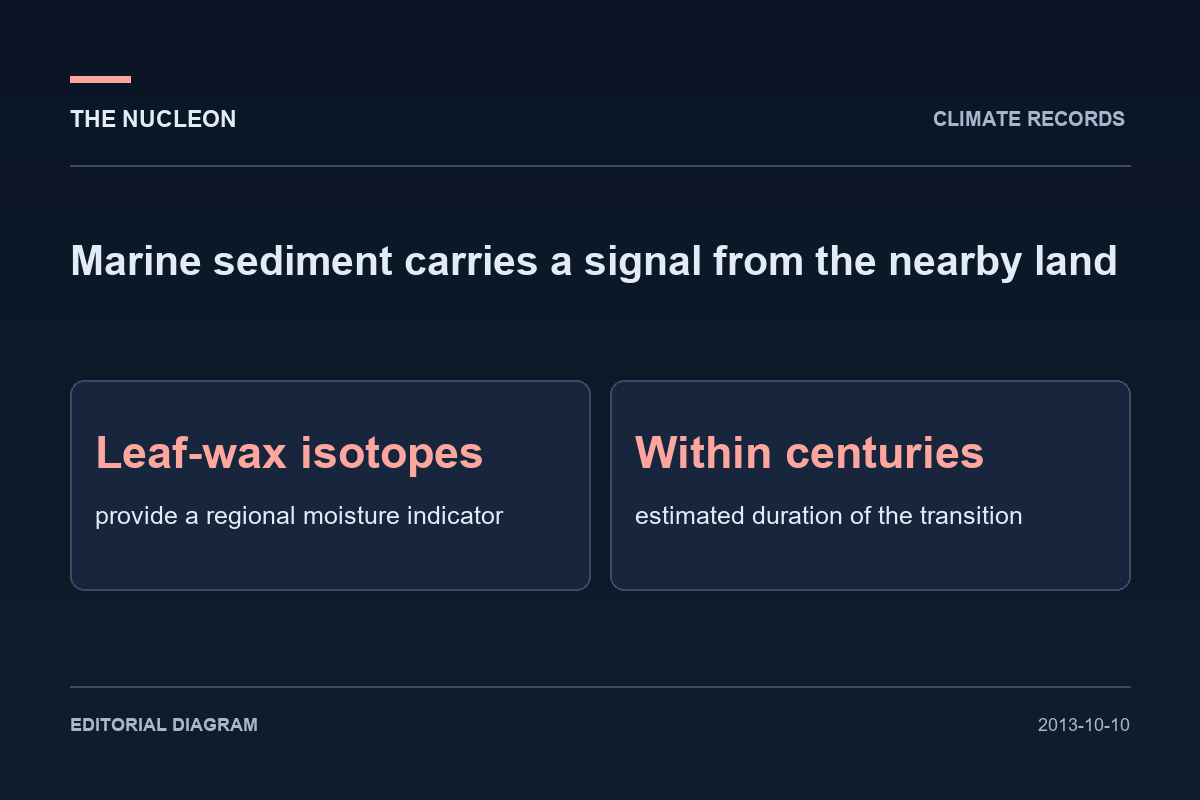 THE NUCLEON
CLIMATE RECORDS
Marine sediment carries a signal from the nearby land
Leaf-wax isotopes
provide a regional moisture indicator
Within centuries
estimated duration of the transition
EDITORIAL DIAGRAM
2013-10-10